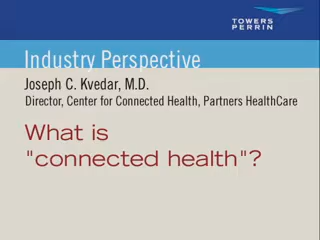 TOWERS
PERRIN
Industry Perspective
Joseph C. Kvedar, M.D.
Director, Center for Connected Health, Partners HealthCare
What is
"connected health"?